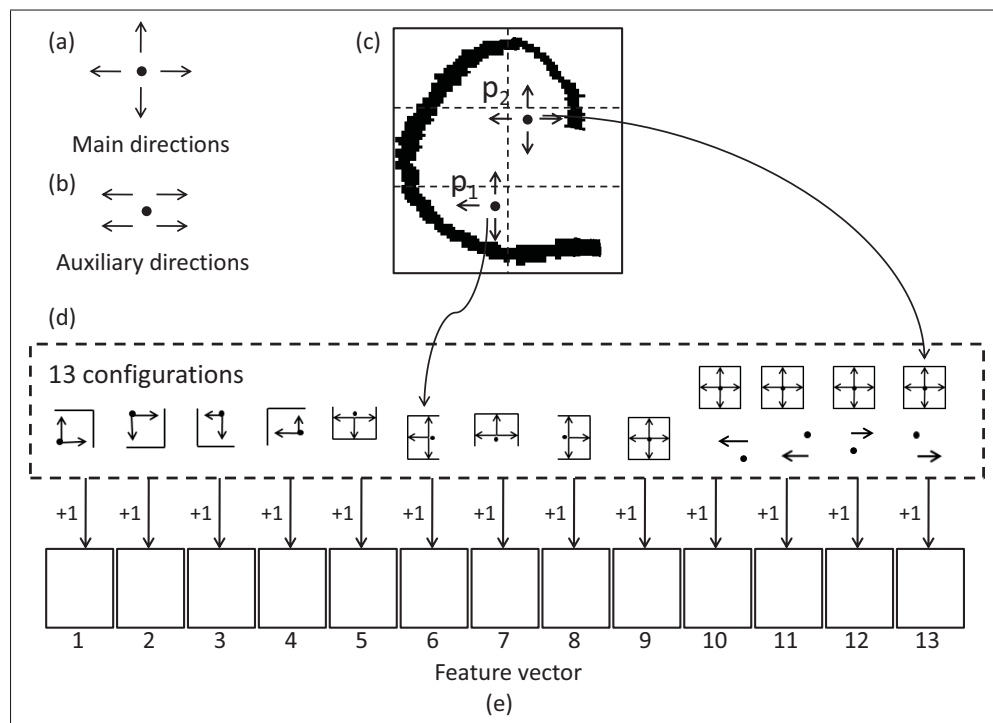 (a)
Main directions
(b)
Auxiliary directions
(c)
p2
p1
(d)
13 configurations
+1 +1 +1 +1 +1 +1 +1 +1 +1 +1 +1 +1 +1
1 2 3 4 5 6 7 8 9 10 11 12 13
Feature vector
(e)